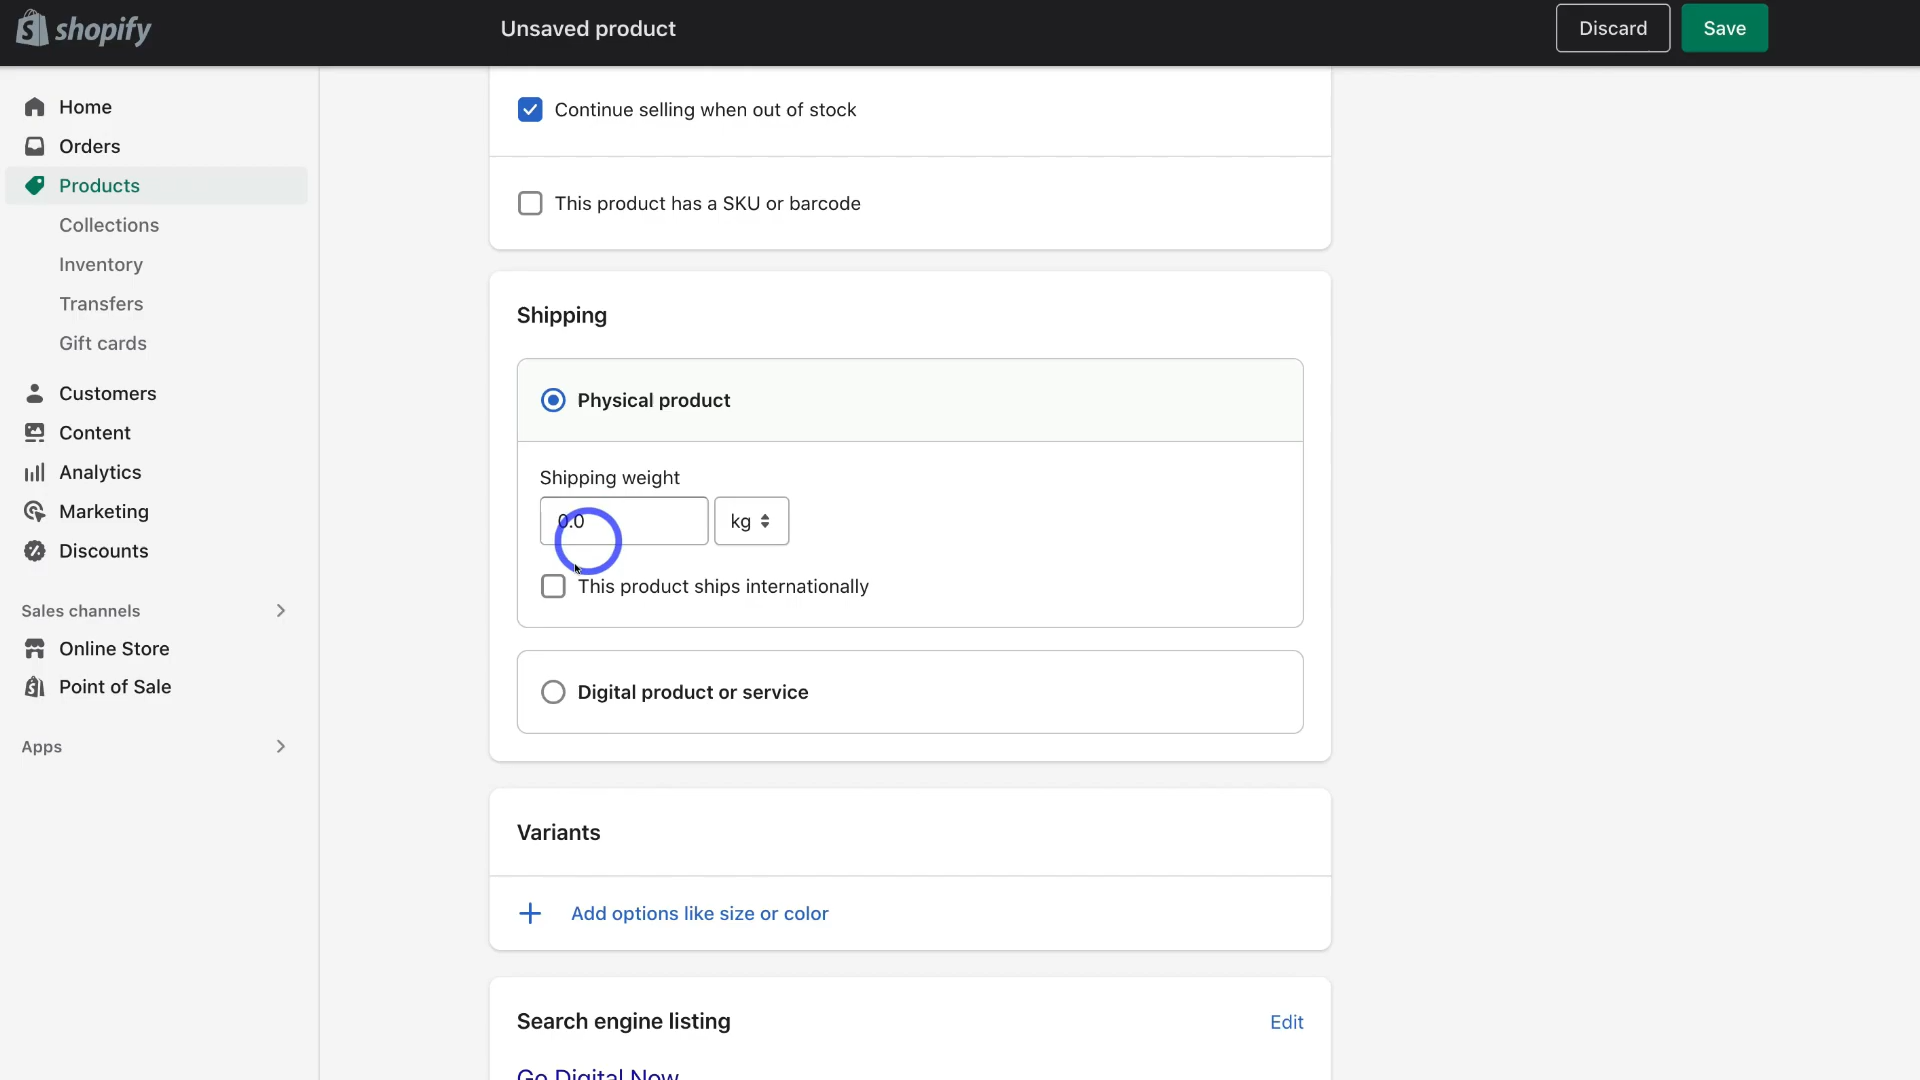 shopify
Unsaved product
Discard
Save
Home
Orders
Products
Collections
Inventory
Transfers
Gift cards
Customers
Content
Analytics
Marketing
Discounts
Sales channels
Online Store
Point of Sale
Apps
Continue selling when out of stock
This product has a SKU or barcode
Shipping
Physical product
Shipping weight
0.0
kg
This product ships internationally
Digital product or service
Variants
Add options like size or color
Search engine listing
Edit
Go Digital Now